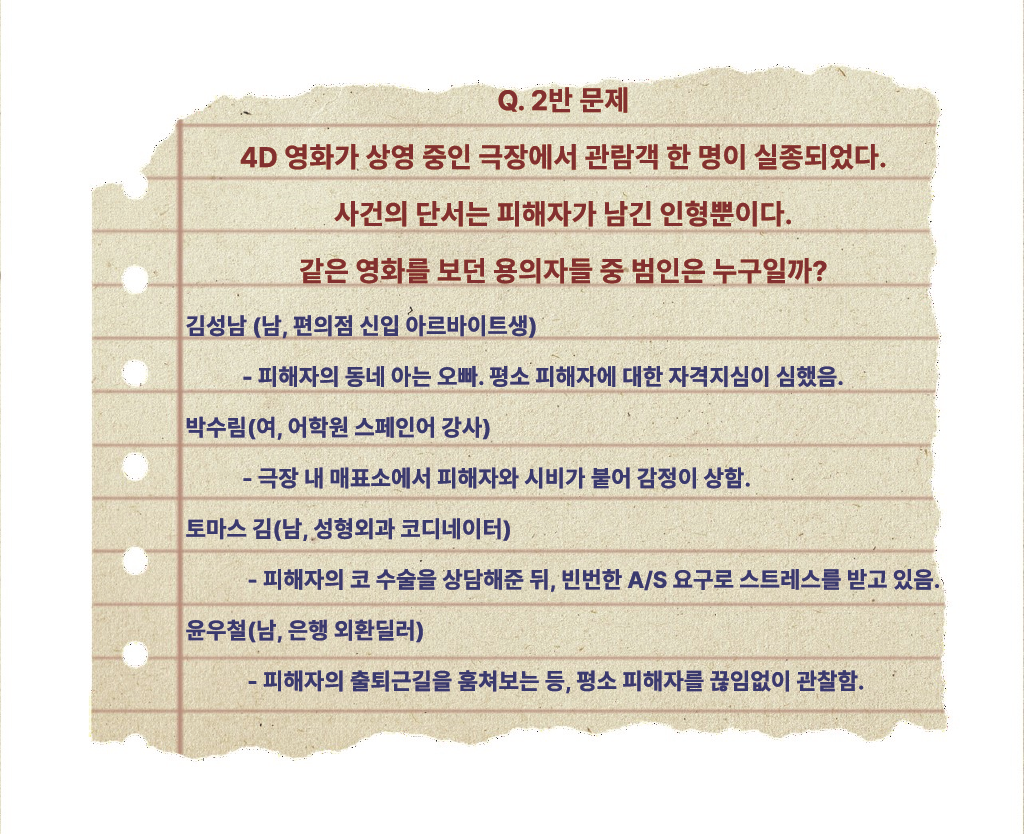 Q. 2반 문제
4D 영화가 상영 중인 극장에서 관람객 한 명이 실종되었다.
사건의 단서는 피해자가 남긴 인형뿐이다.
같은 영화를 보던 용의자들 중 범인은 누구일까?
김성남 (남, 편의점 신입 아르바이트생)
- 피해자의 동네 아는 오빠. 평소 피해자에 대한 자격지심이 심했음.
박수림(여, 어학원 스페인어 강사)
- 극장 내 매표소에서 피해자와 시비가 붙어 감정이 상함.
토마스 김(남, 성형외과 코디네이터)
- 피해자의 코 수술을 상담해준 뒤, 빈번한 A/S 요구로 스트레스를 받고 있음.
윤우철(남, 은행 외환딜러)
- 피해자의 출퇴근길을 훔쳐보는 등, 평소 피해자를 끊임없이 관찰함.